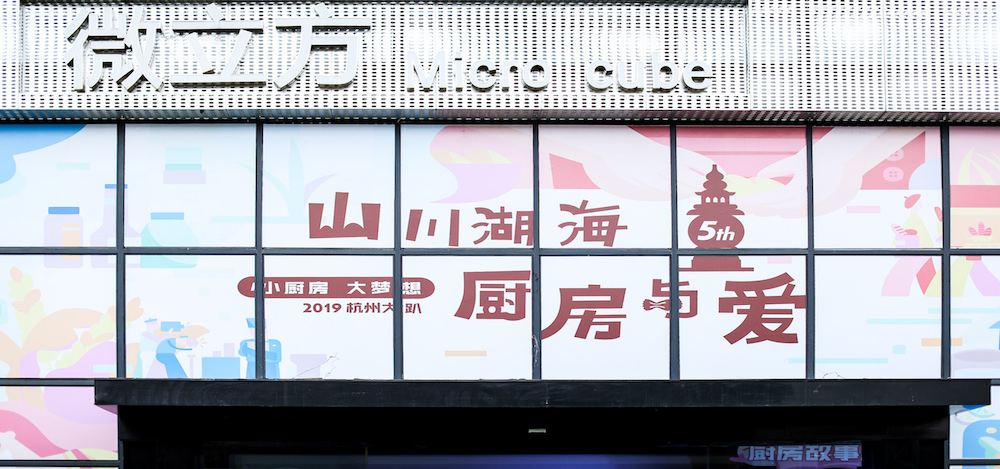 微立方 Micro cube
山川湖海
5th
小厨房 大梦想
2019 杭州大趴
厨房与爱
厨房故事